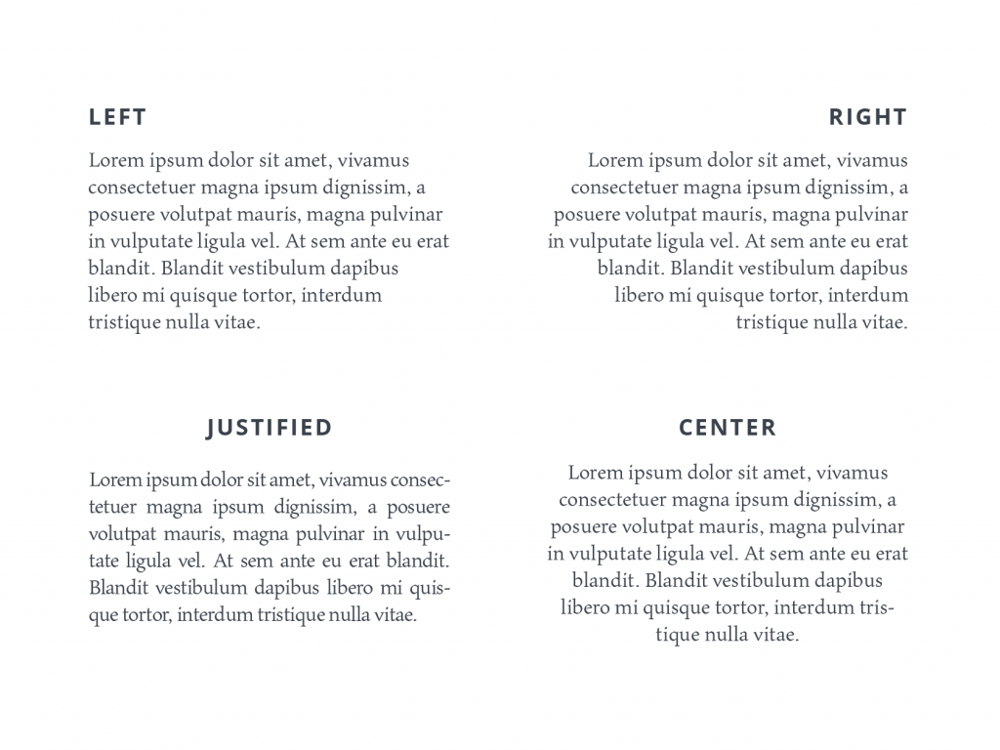 LEFT
Lorem ipsum dolor sit amet, vivamus
consectetuer magna ipsum dignissim, a
posuere volutpat mauris, magna pulvinar
in vulputate ligula vel. At sem ante eu erat
blandit. Blandit vestibulum dapibus
libero mi quisque tortor, interdum
tristique nulla vitae.
RIGHT
Lorem ipsum dolor sit amet, vivamus
consectetuer magna ipsum dignissim, a
posuere volutpat mauris, magna pulvinar
in vulputate ligula vel. At sem ante eu erat
blandit. Blandit vestibulum dapibus
libero mi quisque tortor, interdum
tristique nulla vitae.
JUSTIFIED
Lorem ipsum dolor sit amet, vivamus consec-
tetuer magna ipsum dignissim, a posuere
volutpat mauris, magna pulvinar in vulpu-
tate ligula vel. At sem ante eu erat blandit.
Blandit vestibulum dapibus libero mi quis-
que tortor, interdum tristique nulla vitae.
CENTER
Lorem ipsum dolor sit amet, vivamus
consectetuer magna ipsum dignissim, a
posuere volutpat mauris, magna pulvinar
in vulputate ligula vel. At sem ante eu erat
blandit. Blandit vestibulum dapibus
libero mi quisque tortor, interdum tris-
tique nulla vitae.